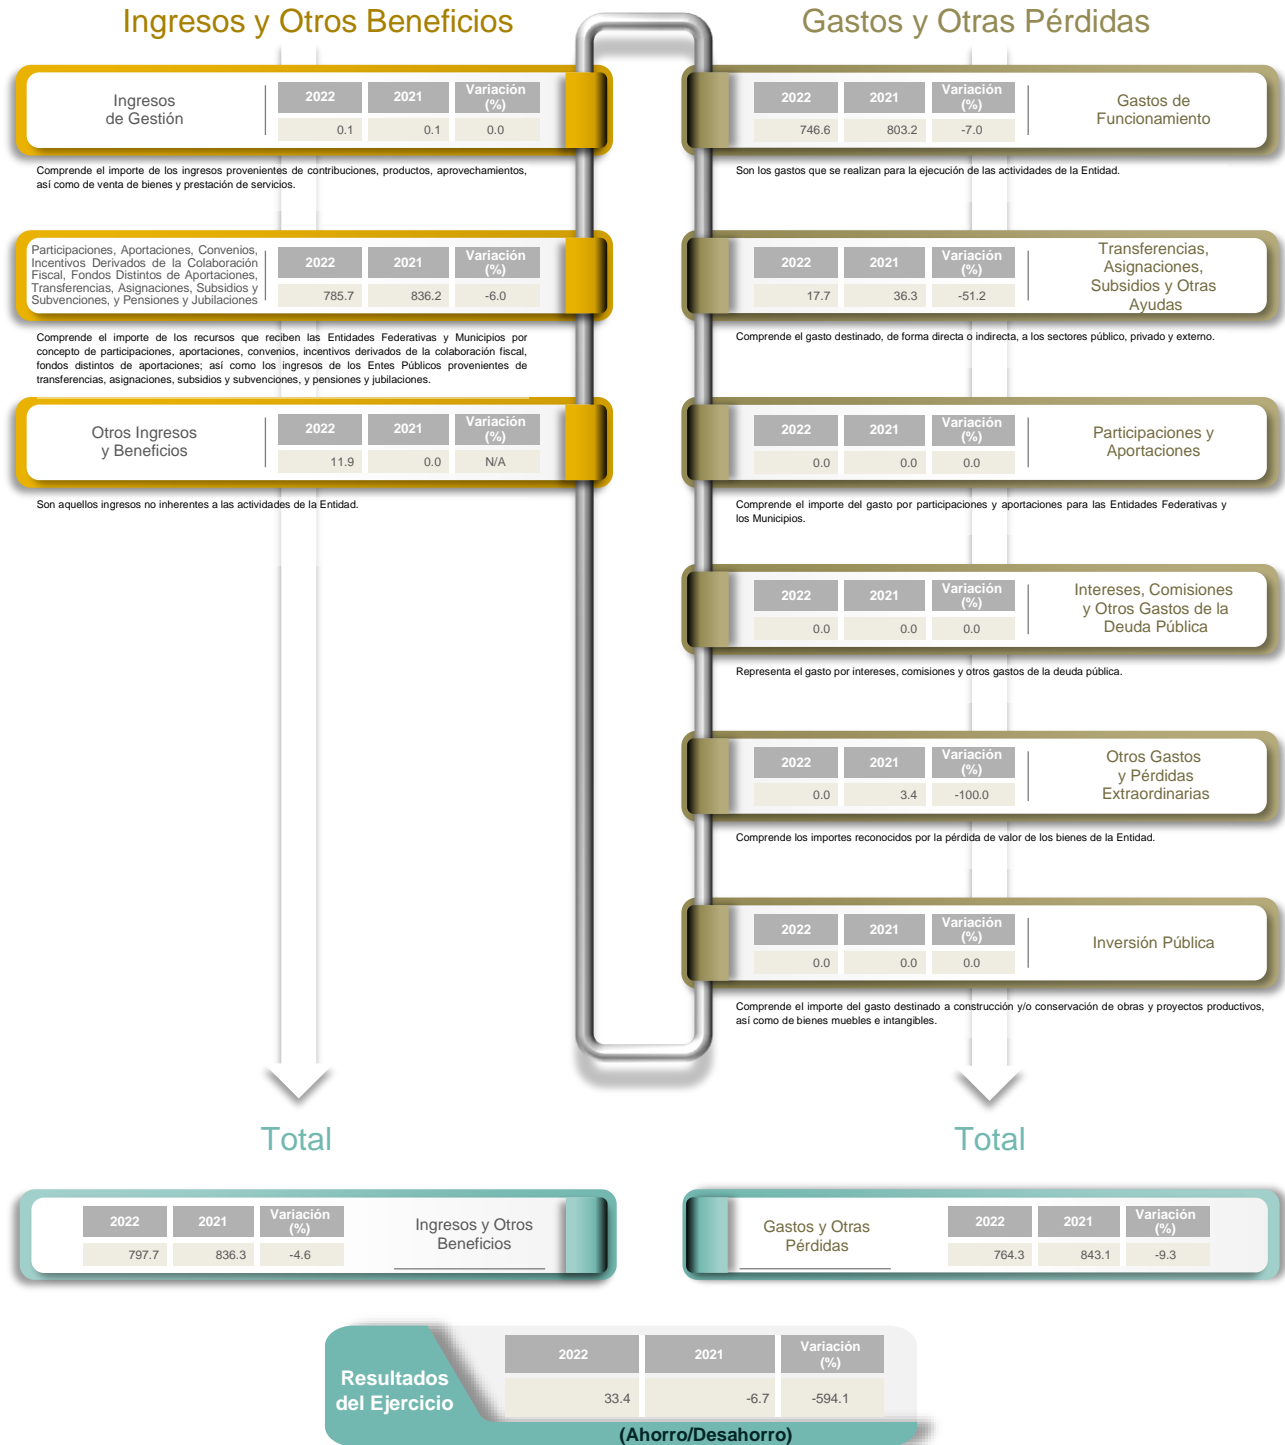 Ingresos y Otros Beneficios
Ingresos
de Gestión
2022 2021 Variación
(%)
0.1 0.1 0.0
Comprende el importe de los ingresos provenientes de contribuciones, productos, aprovechamientos,
así como de venta de bienes y prestación de servicios.
Participaciones, Aportaciones, Convenios,
Incentivos Derivados de la Colaboración
Fiscal, Fondos Distintos de Aportaciones,
Transferencias, Asignaciones, Subsidios y
Subvenciones, y Pensiones y Jubilaciones
2022 2021 Variación
(%)
785.7 836.2 -6.0
Comprende el importe de los recursos que reciben las Entidades Federativas y Municipios por
concepto de participaciones, aportaciones, convenios, incentivos derivados de la colaboración fiscal,
fondos distintos de aportaciones; así como los ingresos de los Entes Públicos provenientes de
transferencias, asignaciones, subsidios y subvenciones, y pensiones y jubilaciones.
Otros Ingresos
y Beneficios
2022 2021 Variación
(%)
11.9 0.0 N/A
Son aquellos ingresos no inherentes a las actividades de la Entidad.
Gastos y Otras Pérdidas
2022 2021 Variación
(%)
746.6 803.2 -7.0
Gastos de
Funcionamiento
Son los gastos que se realizan para la ejecución de las actividades de la Entidad.
2022 2021 Variación
(%)
17.7 36.3 -51.2
Transferencias,
Asignaciones,
Subsidios y Otras
Ayudas
Comprende el gasto destinado, de forma directa o indirecta, a los sectores público, privado y externo.
2022 2021 Variación
(%)
0.0 0.0 0.0
Participaciones y
Aportaciones
Comprende el importe del gasto por participaciones y aportaciones para las Entidades Federativas y
los Municipios.
2022 2021 Variación
(%)
0.0 0.0 0.0
Intereses, Comisiones
y Otros Gastos de la
Deuda Pública
Representa el gasto por intereses, comisiones y otros gastos de la deuda pública.
2022 2021 Variación
(%)
0.0 3.4 -100.0
Otros Gastos
y Pérdidas
Extraordinarias
Comprende los importes reconocidos por la pérdida de valor de los bienes de la Entidad.
2022 2021 Variación
(%)
0.0 0.0 0.0
Inversión Pública
Comprende el importe del gasto destinado a construcción y/o conservación de obras y proyectos productivos,
así como de bienes muebles e intangibles.
Total
2022 2021 Variación
(%)
797.7 836.3 -4.6
Ingresos y Otros
Beneficios
Total
Gastos y Otras
Pérdidas
2022 2021 Variación
(%)
764.3 843.1 -9.3
Resultados
del Ejercicio
2022 2021 Variación
(%)
33.4 -6.7 -594.1
(Ahorro/Desahorro)